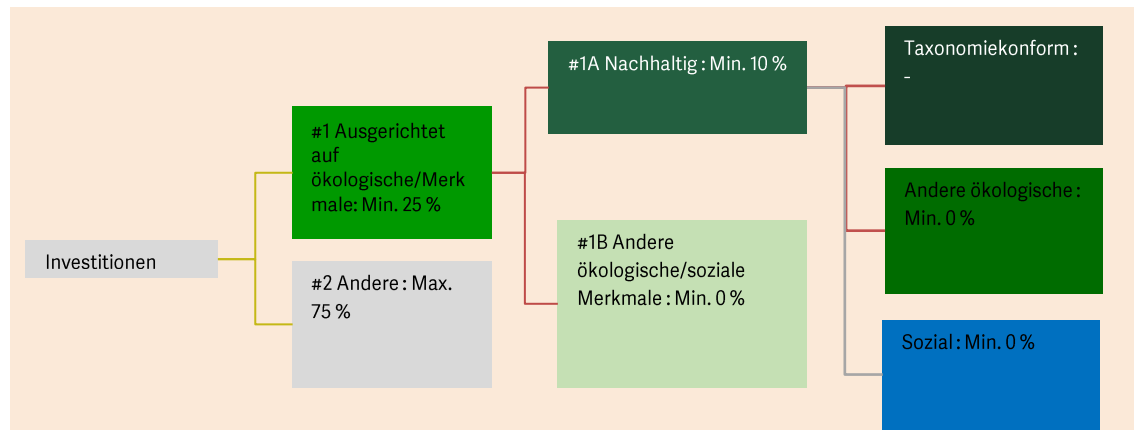 Investitionen
#1 Ausgerichtet
auf
ökologische/Merk
male: Min. 25 %
#2 Andere : Max.
75 %
#1A Nachhaltig : Min. 10 %
#1B Andere
ökologische/soziale
Merkmale : Min. 0 %
Taxonomiekonform :
-
Andere ökologische :
Min. 0 %
Sozial : Min. 0 %